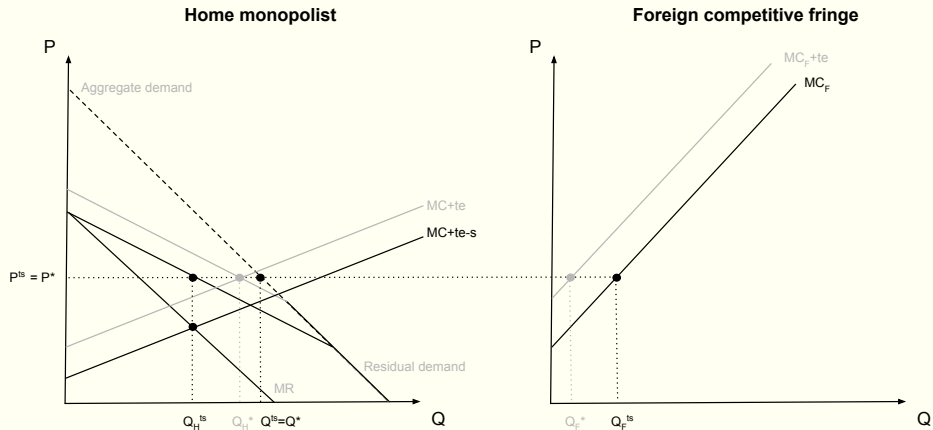 Home monopolist
Foreign competitive fringe
P
P
Aggregate demand
MC_F+te
MC_F
MC+te
MC+te-s
P^ts = P*
Residual demand
MR
Q
Q
Q_H^ts
Q_H^*
Q^ts=Q*
Q_F^*
Q_F^ts